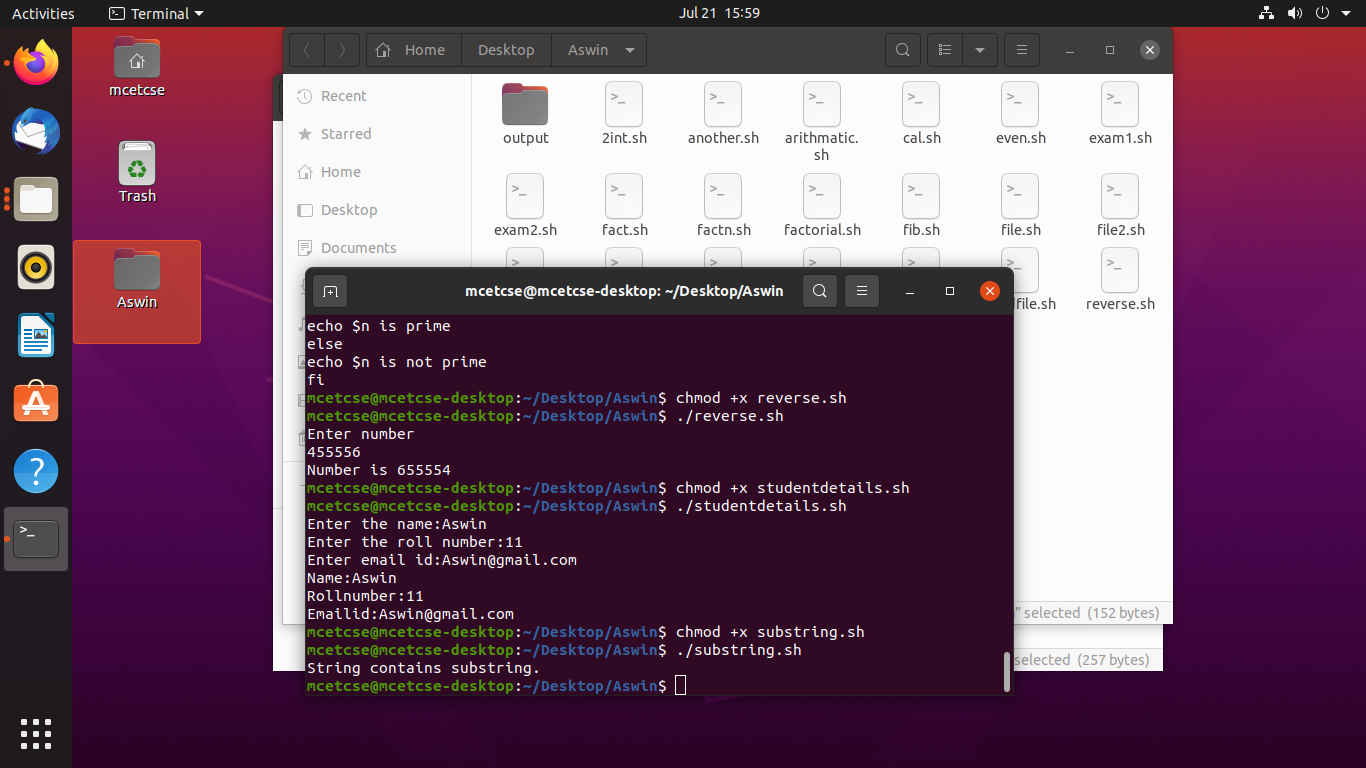 Activities
Terminal
Jul 21 15:59
mcetcse
Trash
Aswin
Home
Desktop
Aswin
Recent
Starred
Home
Desktop
Documents
output
2int.sh
another.sh
arithmatic.
sh
cal.sh
even.sh
exam1.sh
exam2.sh
fact.sh
factn.sh
factorial.sh
fib.sh
file.sh
file2.sh
dfile.sh
reverse.sh
mcetcse@mcetcse-desktop: ~/Desktop/Aswin
echo $n is prime
else
echo $n is not prime
fi
mcetcse@mcetcse-desktop:~/Desktop/Aswin$ chmod +x reverse.sh
mcetcse@mcetcse-desktop:~/Desktop/Aswin$ ./reverse.sh
Enter number
455556
Number is 655554
mcetcse@mcetcse-desktop:~/Desktop/Aswin$ chmod +x studentdetails.sh
mcetcse@mcetcse-desktop:~/Desktop/Aswin$ ./studentdetails.sh
Enter the name:Aswin
Enter the roll number:11
Enter email id:Aswin@gmail.com
Name:Aswin
Rollnumber:11
Emailid:Aswin@gmail.com
mcetcse@mcetcse-desktop:~/Desktop/Aswin$ chmod +x substring.sh
mcetcse@mcetcse-desktop:~/Desktop/Aswin$ ./substring.sh
String contains substring.
mcetcse@mcetcse-desktop:~/Desktop/Aswin$
" selected (152 bytes)
selected (257 bytes)